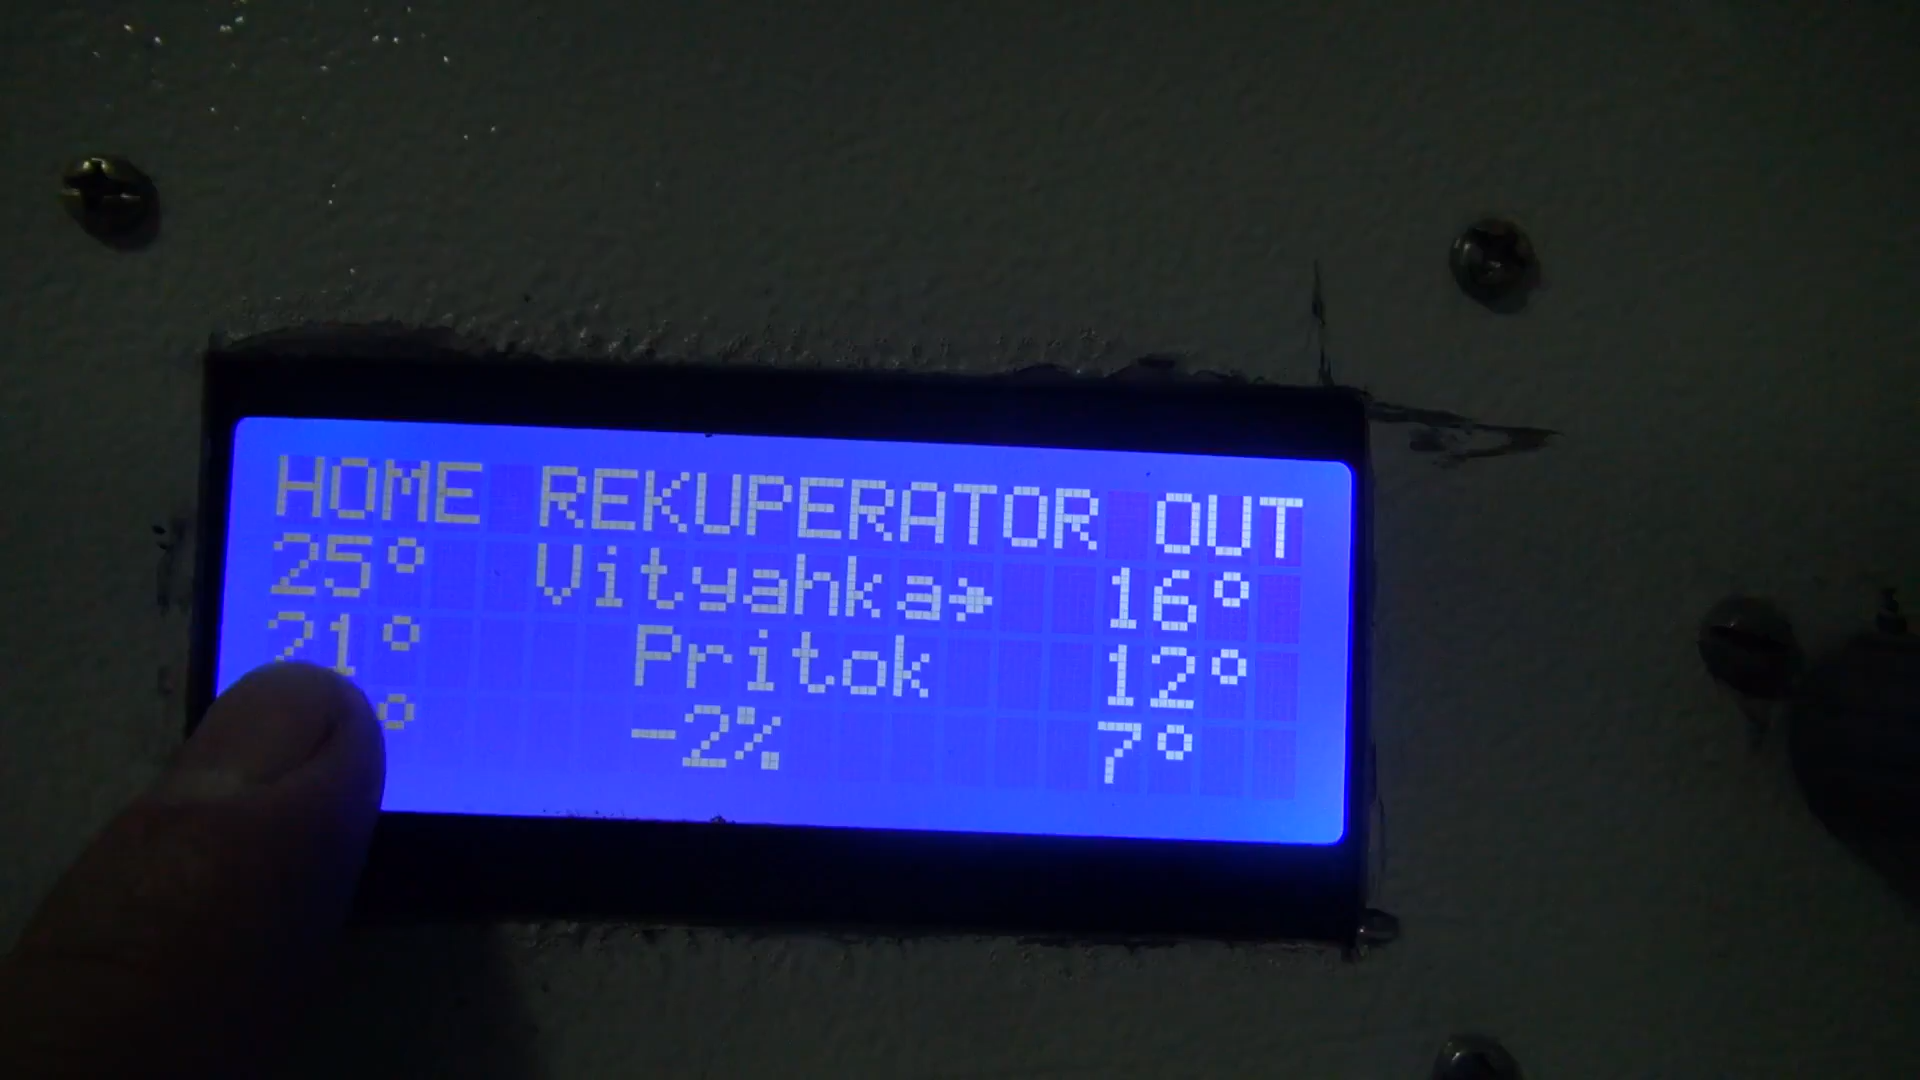 HOME REKUPERATOR OUT
25° Vityahka→ 16°
21° Pritok 12°
° -2% 7°